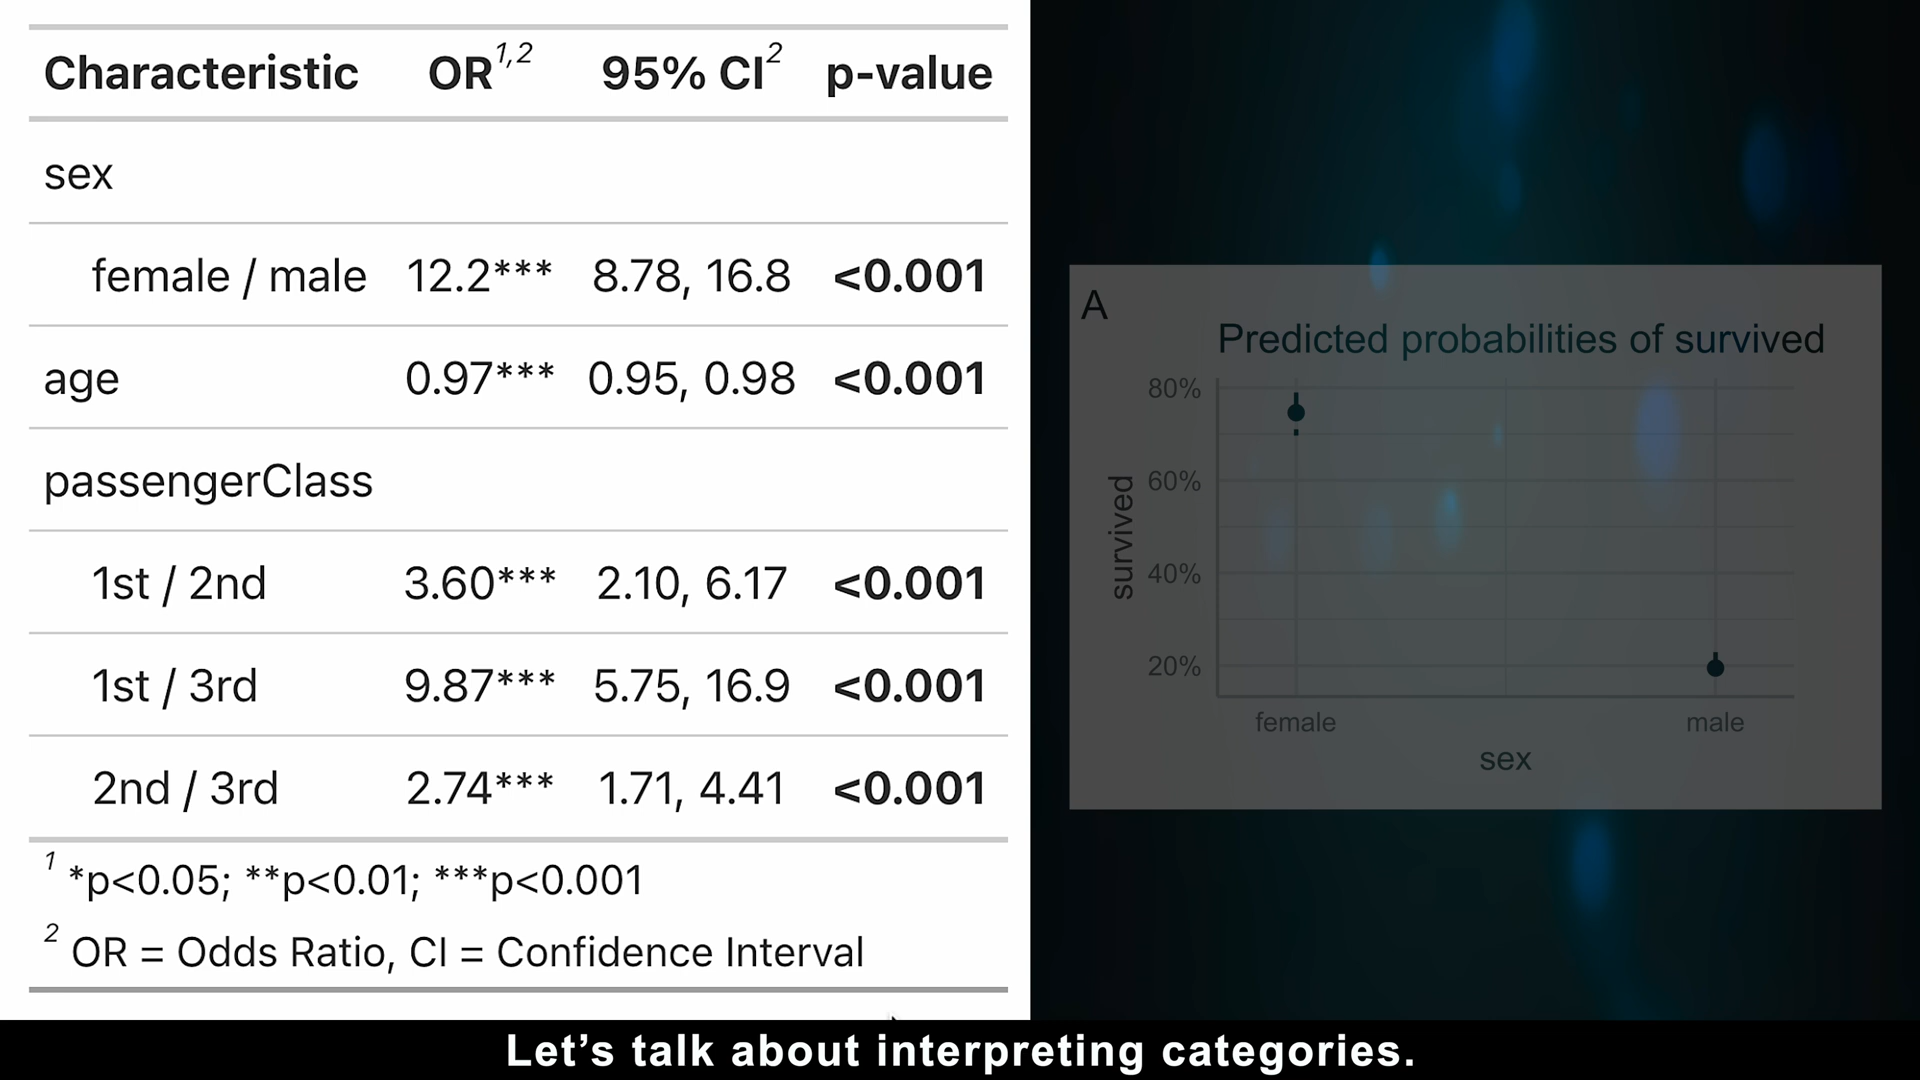 Characteristic OR1,2 95% CI2 p-value
sex
female / male 12.2*** 8.78, 16.8 <0.001
age 0.97*** 0.95, 0.98 <0.001
passengerClass
1st / 2nd 3.60*** 2.10, 6.17 <0.001
1st / 3rd 9.87*** 5.75, 16.9 <0.001
2nd / 3rd 2.74*** 1.71, 4.41 <0.001
1 *p<0.05; **p<0.01; ***p<0.001
2 OR = Odds Ratio, CI = Confidence Interval
A
Predicted probabilities of survived
80%
60%
40%
20%
survived
female male
sex
Let’s talk about interpreting categories.